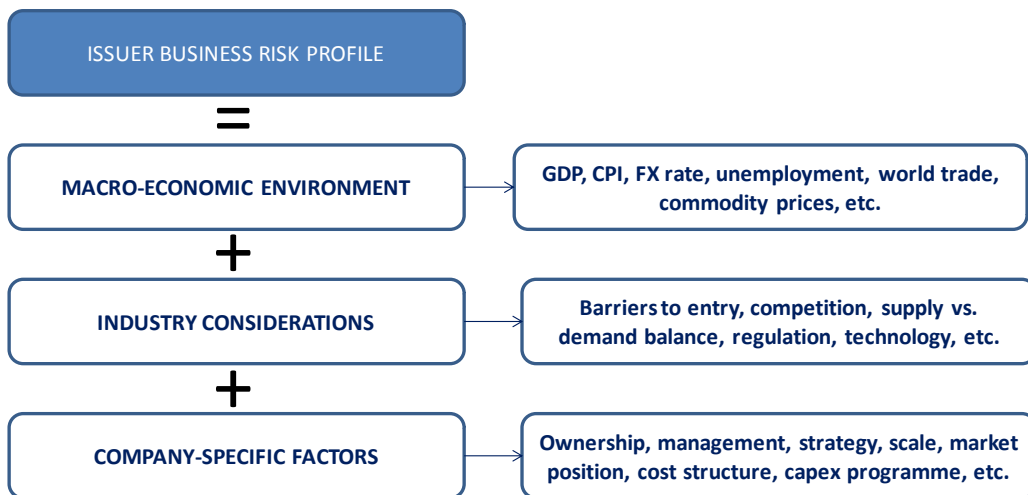 ISSUER BUSINESS RISK PROFILE
=
MACRO-ECONOMIC ENVIRONMENT
GDP, CPI, FX rate, unemployment, world trade,
commodity prices, etc.
+
INDUSTRY CONSIDERATIONS
Barriers to entry, competition, supply vs.
demand balance, regulation, technology, etc.
+
COMPANY-SPECIFIC FACTORS
Ownership, management, strategy, scale, market
position, cost structure, capex programme, etc.